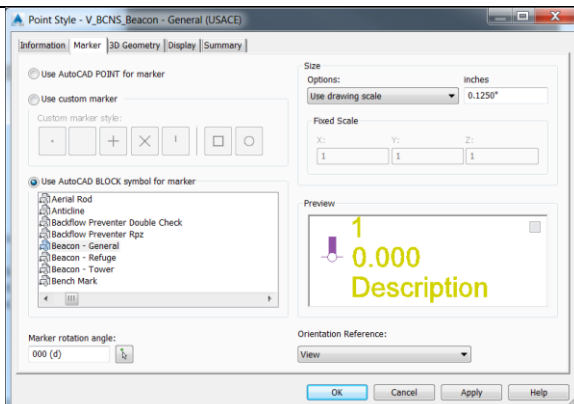 Point Style - V_BCNS_Beacon - General (USACE)
Information Marker 3D Geometry Display Summary
Use AutoCAD POINT for marker
Use custom marker
Custom marker style:
Use AutoCAD BLOCK symbol for marker
Aerial Rod
Anticline
Backflow Preventer Double Check
Backflow Preventer Rpz
Beacon - General
Beacon - Refuge
Beacon - Tower
Bench Mark
Marker rotation angle:
000 (d)
Size
Options: inches
Use drawing scale 0.1250"
Fixed Scale
X: Y: Z:
1 1 1
Preview
1
0.000
Description
Orientation Reference:
View
OK Cancel Apply Help